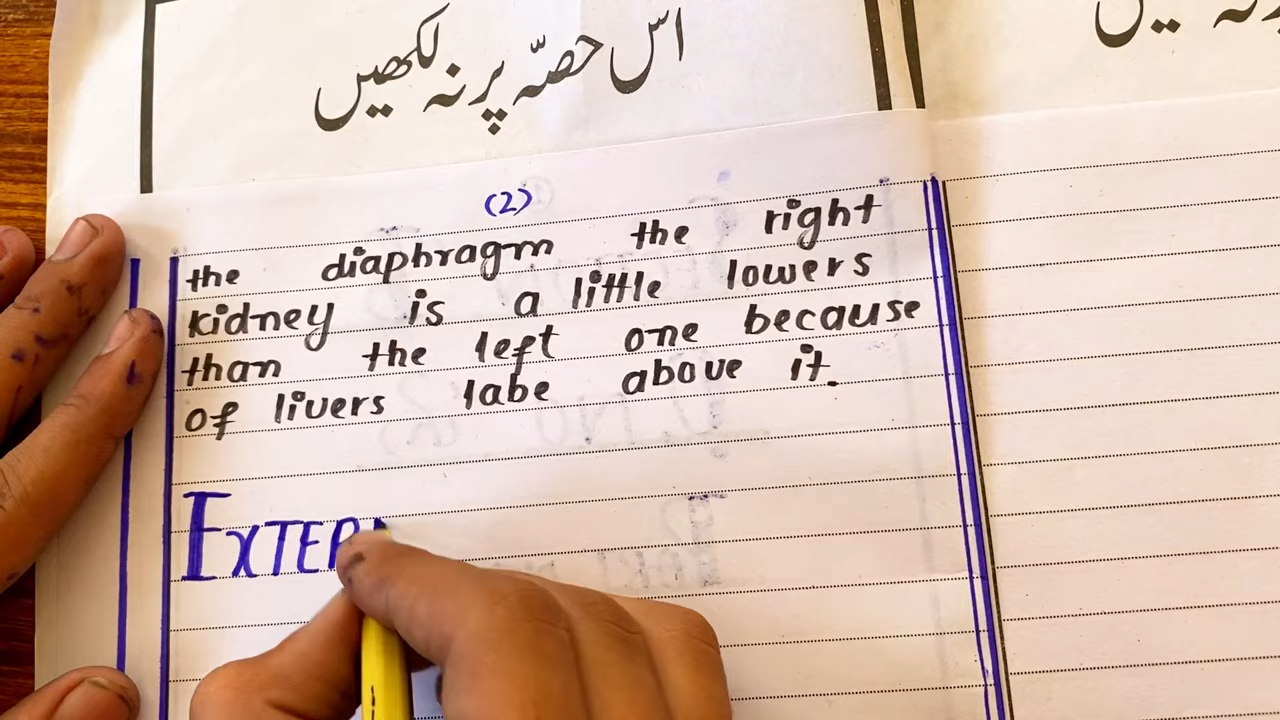 اس حصّہ پر نہ لکھیں
(2)
the diaphragm the right
kidney is a little lowers
than the left one because
of livers labe above it.